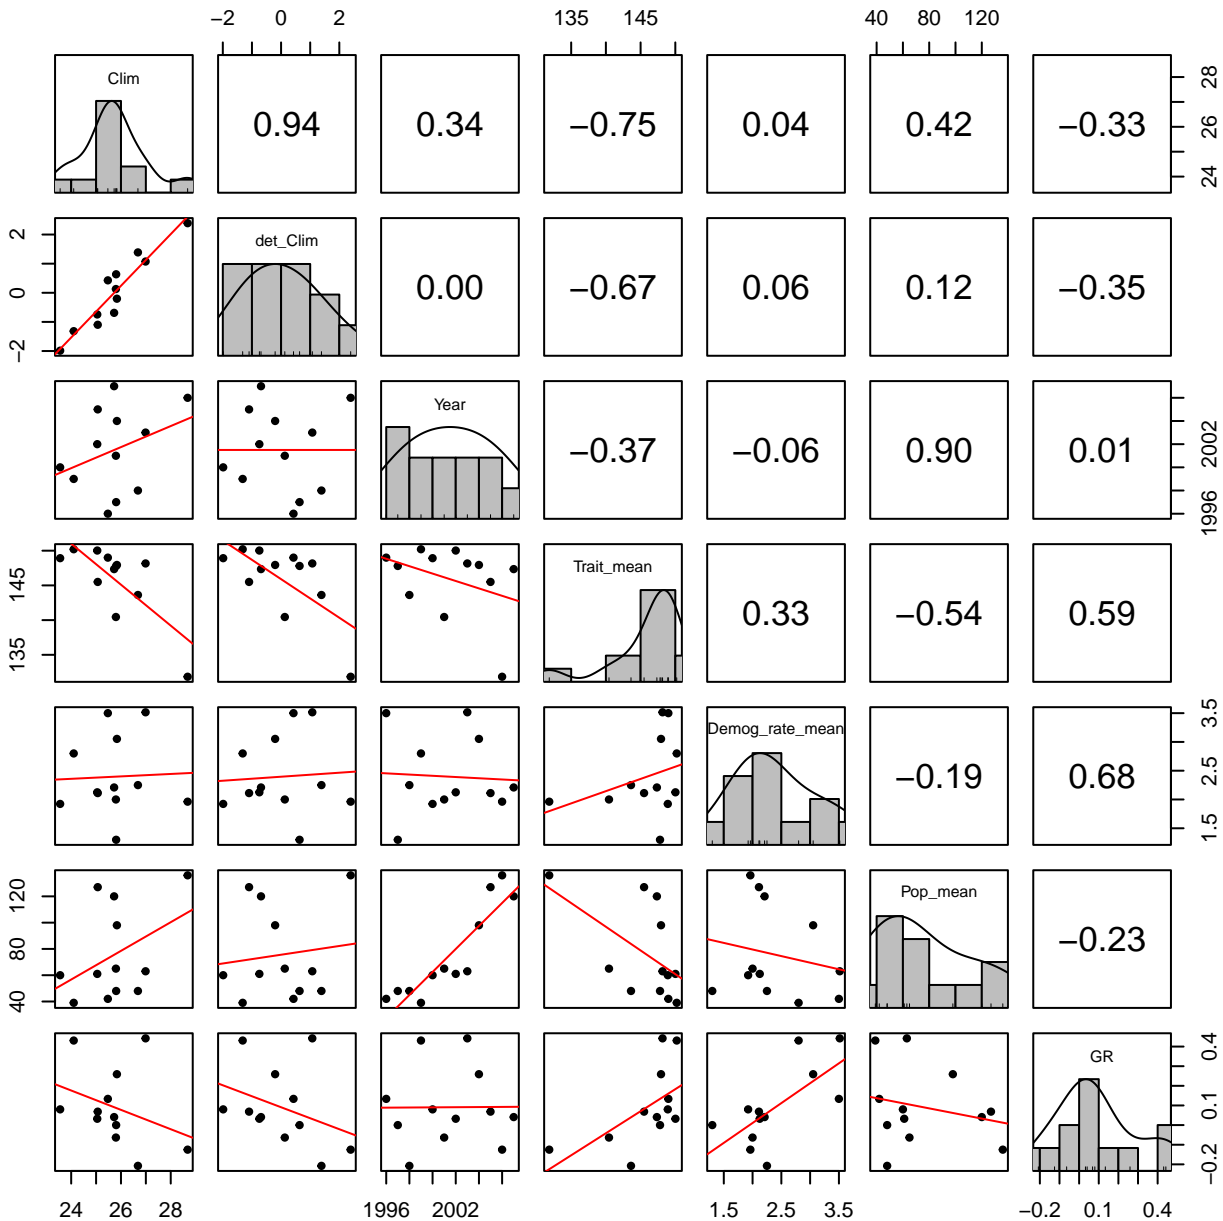 −2 0 2 135 145 40 80 120
Clim 0.94 0.34 −0.75 0.04 0.42 −0.33 24 26 28
−2 0 2 det_Clim 0.00 −0.67 0.06 0.12 −0.35
Year −0.37 −0.06 0.90 0.01 1996 2002
135 145 Trait_mean 0.33 −0.54 0.59
Demog_rate_mean −0.19 0.68 1.5 2.5 3.5
40 80 120 Pop_mean −0.23
GR −0.2 0.1 0.4
24 26 28 1996 2002 1.5 2.5 3.5 −0.2 0.1 0.4